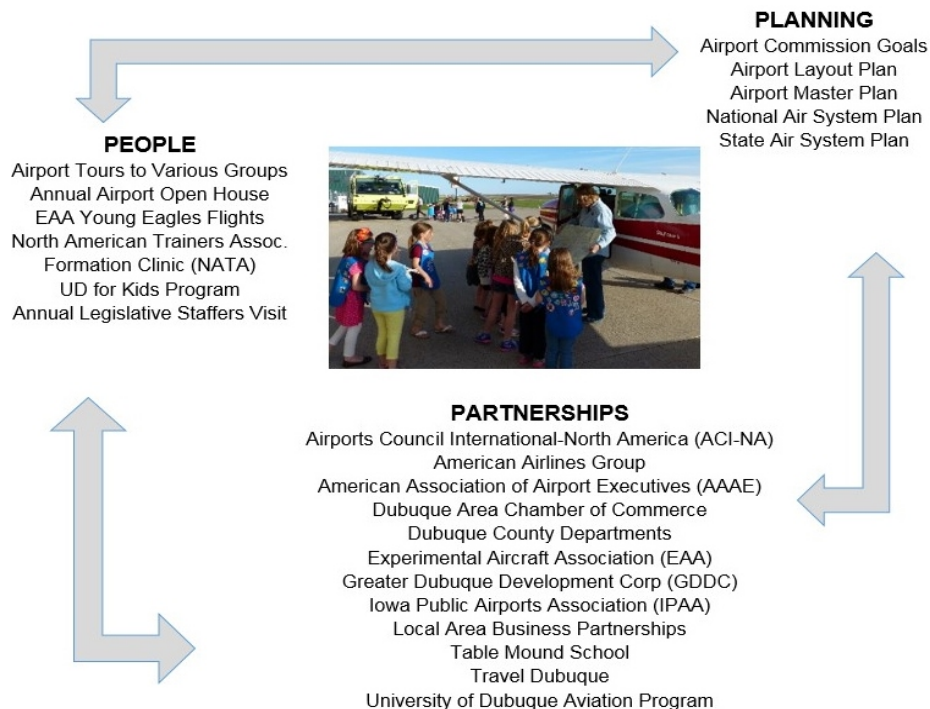 PLANNING
Airport Commission Goals
Airport Layout Plan
Airport Master Plan
National Air System Plan
State Air System Plan
PEOPLE
Airport Tours to Various Groups
Annual Airport Open House
EAA Young Eagles Flights
North American Trainers Assoc.
Formation Clinic (NATA)
UD for Kids Program
Annual Legislative Staffers Visit
PARTNERSHIPS
Airports Council International-North America (ACI-NA)
American Airlines Group
American Association of Airport Executives (AAAE)
Dubuque Area Chamber of Commerce
Dubuque County Departments
Experimental Aircraft Association (EAA)
Greater Dubuque Development Corp (GDDC)
Iowa Public Airports Association (IPAA)
Local Area Business Partnerships
Table Mound School
Travel Dubuque
University of Dubuque Aviation Program